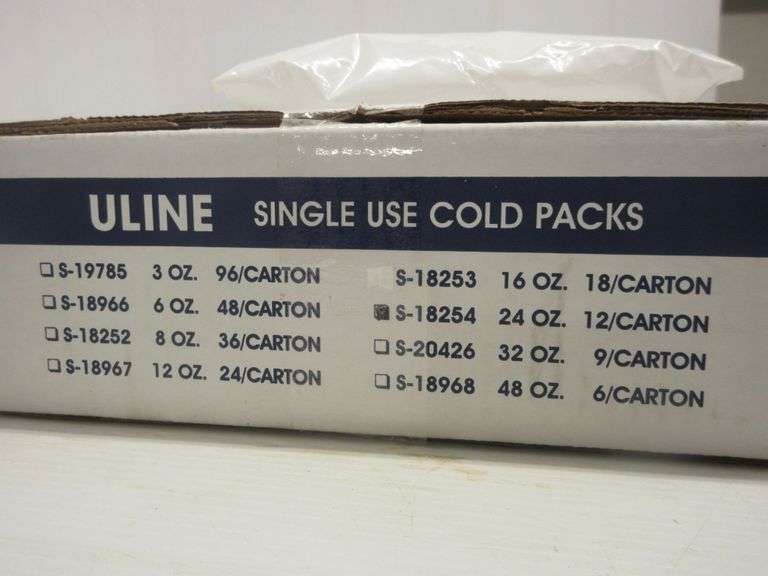 ULINE SINGLE USE COLD PACKS
S-19785 3 OZ. 96/CARTON
S-18966 6 OZ. 48/CARTON
S-18252 8 OZ. 36/CARTON
S-18967 12 OZ. 24/CARTON
S-18253 16 OZ. 18/CARTON
S-18254 24 OZ. 12/CARTON
S-20426 32 OZ. 9/CARTON
S-18968 48 OZ. 6/CARTON